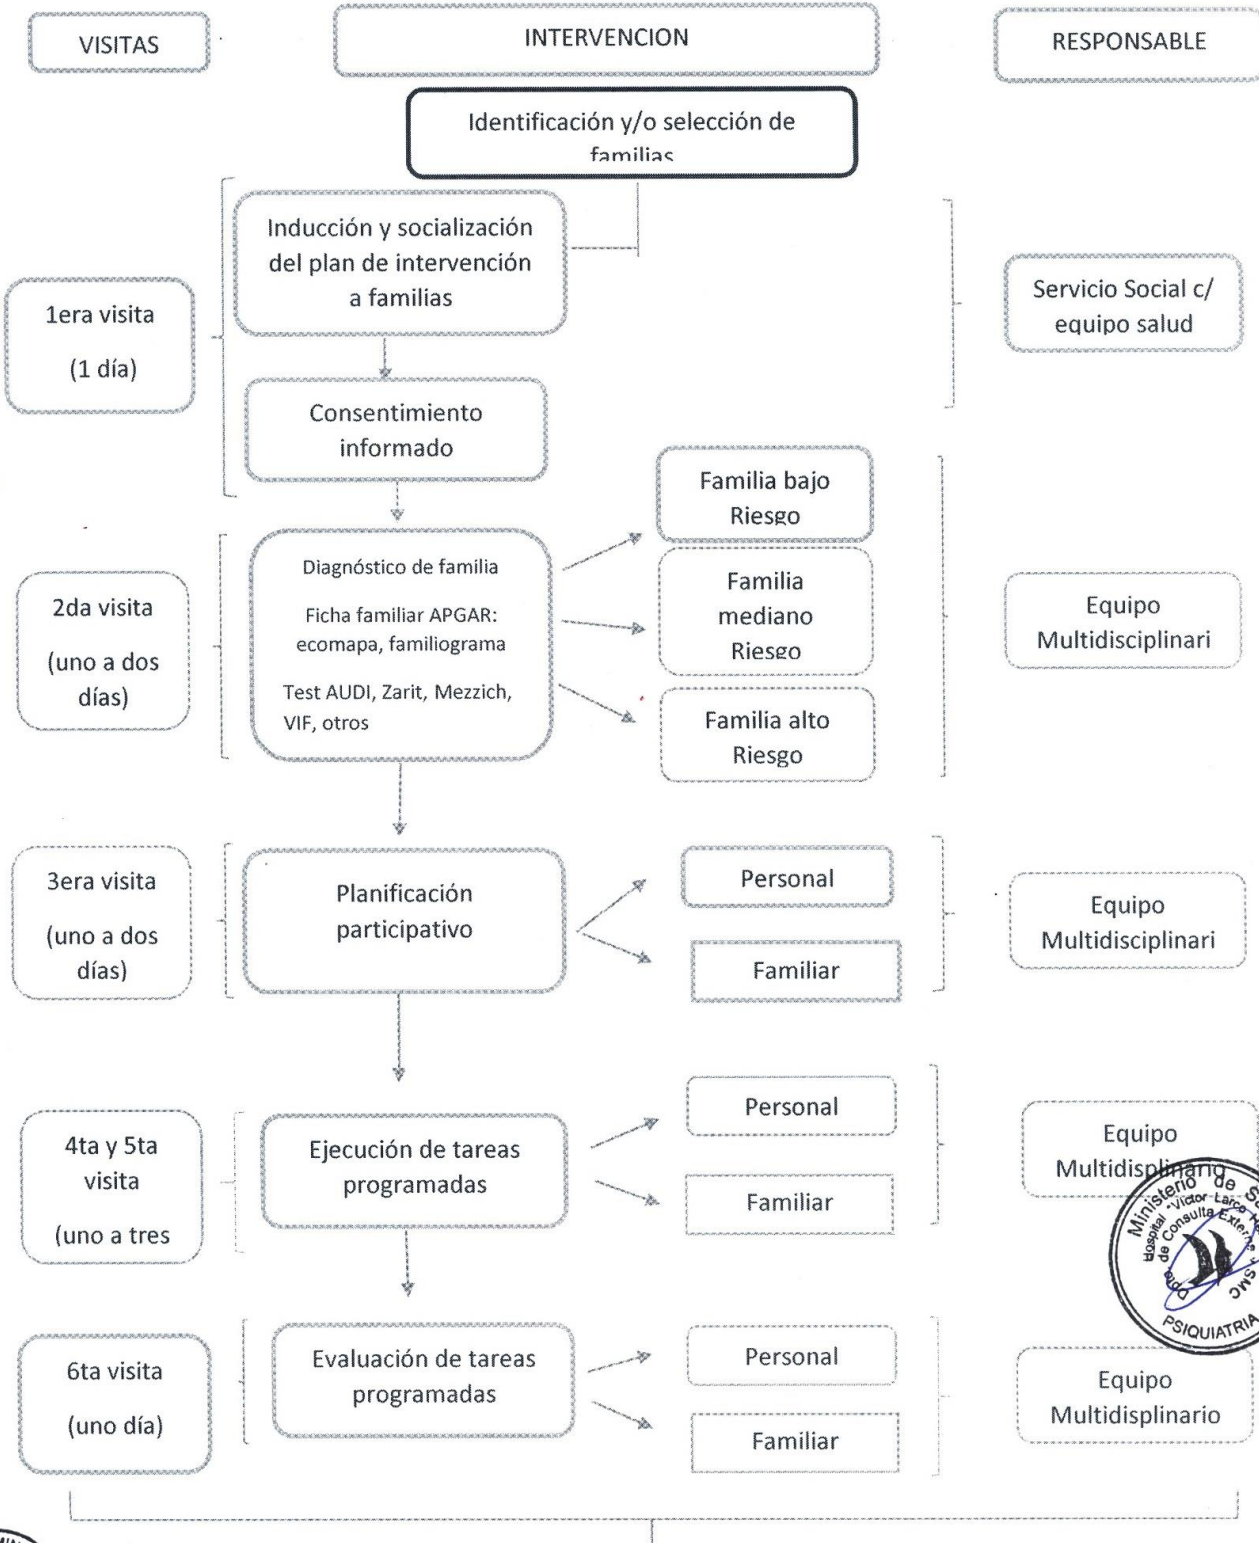 VISITAS
INTERVENCION
RESPONSABLE
Identificación y/o selección de
familias
Inducción y socialización
del plan de intervención
a familias
1era visita
(1 día)
Servicio Social c/
equipo salud
Consentimiento
informado
Familia bajo
Riesgo
Diagnóstico de familia
Ficha familiar APGAR:
ecomapa, familiograma
Test AUDI, Zarit, Mezzich,
VIF, otros
2da visita
(uno a dos
días)
Familia
mediano
Riesgo
Equipo
Multidisciplinari
Familia alto
Riesgo
3era visita
(uno a dos
días)
Planificación
participativo
Personal
Familiar
Equipo
Multidisciplinari
4ta y 5ta
visita
(uno a tres
Ejecución de tareas
programadas
Personal
Familiar
Equipo
Multidisplinario
Ministerio de
Hospital "Víctor Larco
Dpto. de Consulta Externa
SMC
PSIQUIATRIA
6ta visita
(uno día)
Evaluación de tareas
programadas
Personal
Familiar
Equipo
Multidisplinario